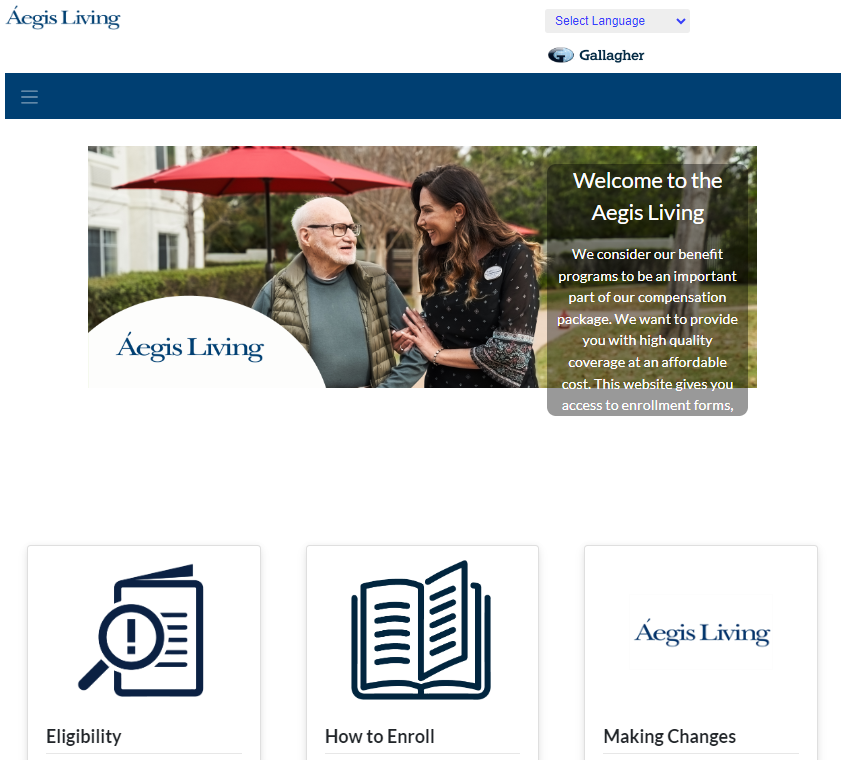 Áegis Living
Select Language
Gallagher
Welcome to the
Aegis Living
We consider our benefit
programs to be an important
part of our compensation
package. We want to provide
you with high quality
coverage at an affordable
cost. This website gives you
access to enrollment forms,
Áegis Living
Áegis Living
Eligibility
How to Enroll
Making Changes